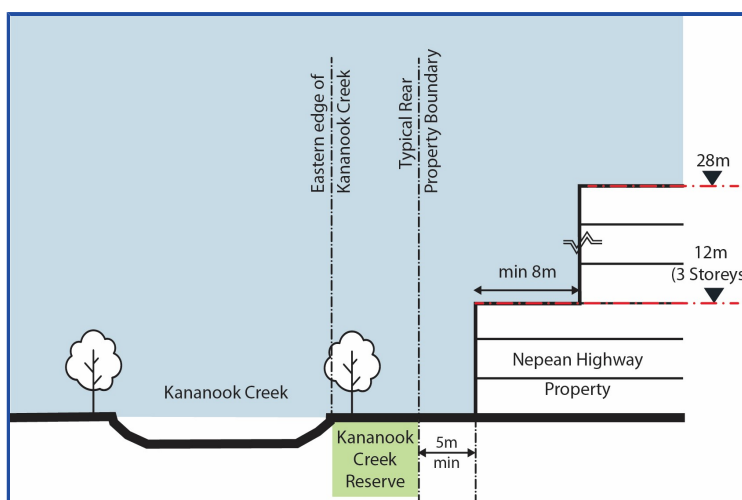 Eastern edge of
Kananook Creek
Typical Rear
Property Boundary
28m
12m
(3 Storeys
min 8m
Nepean Highway
Property
Kananook Creek
Kananook
Creek
Reserve
5m
min